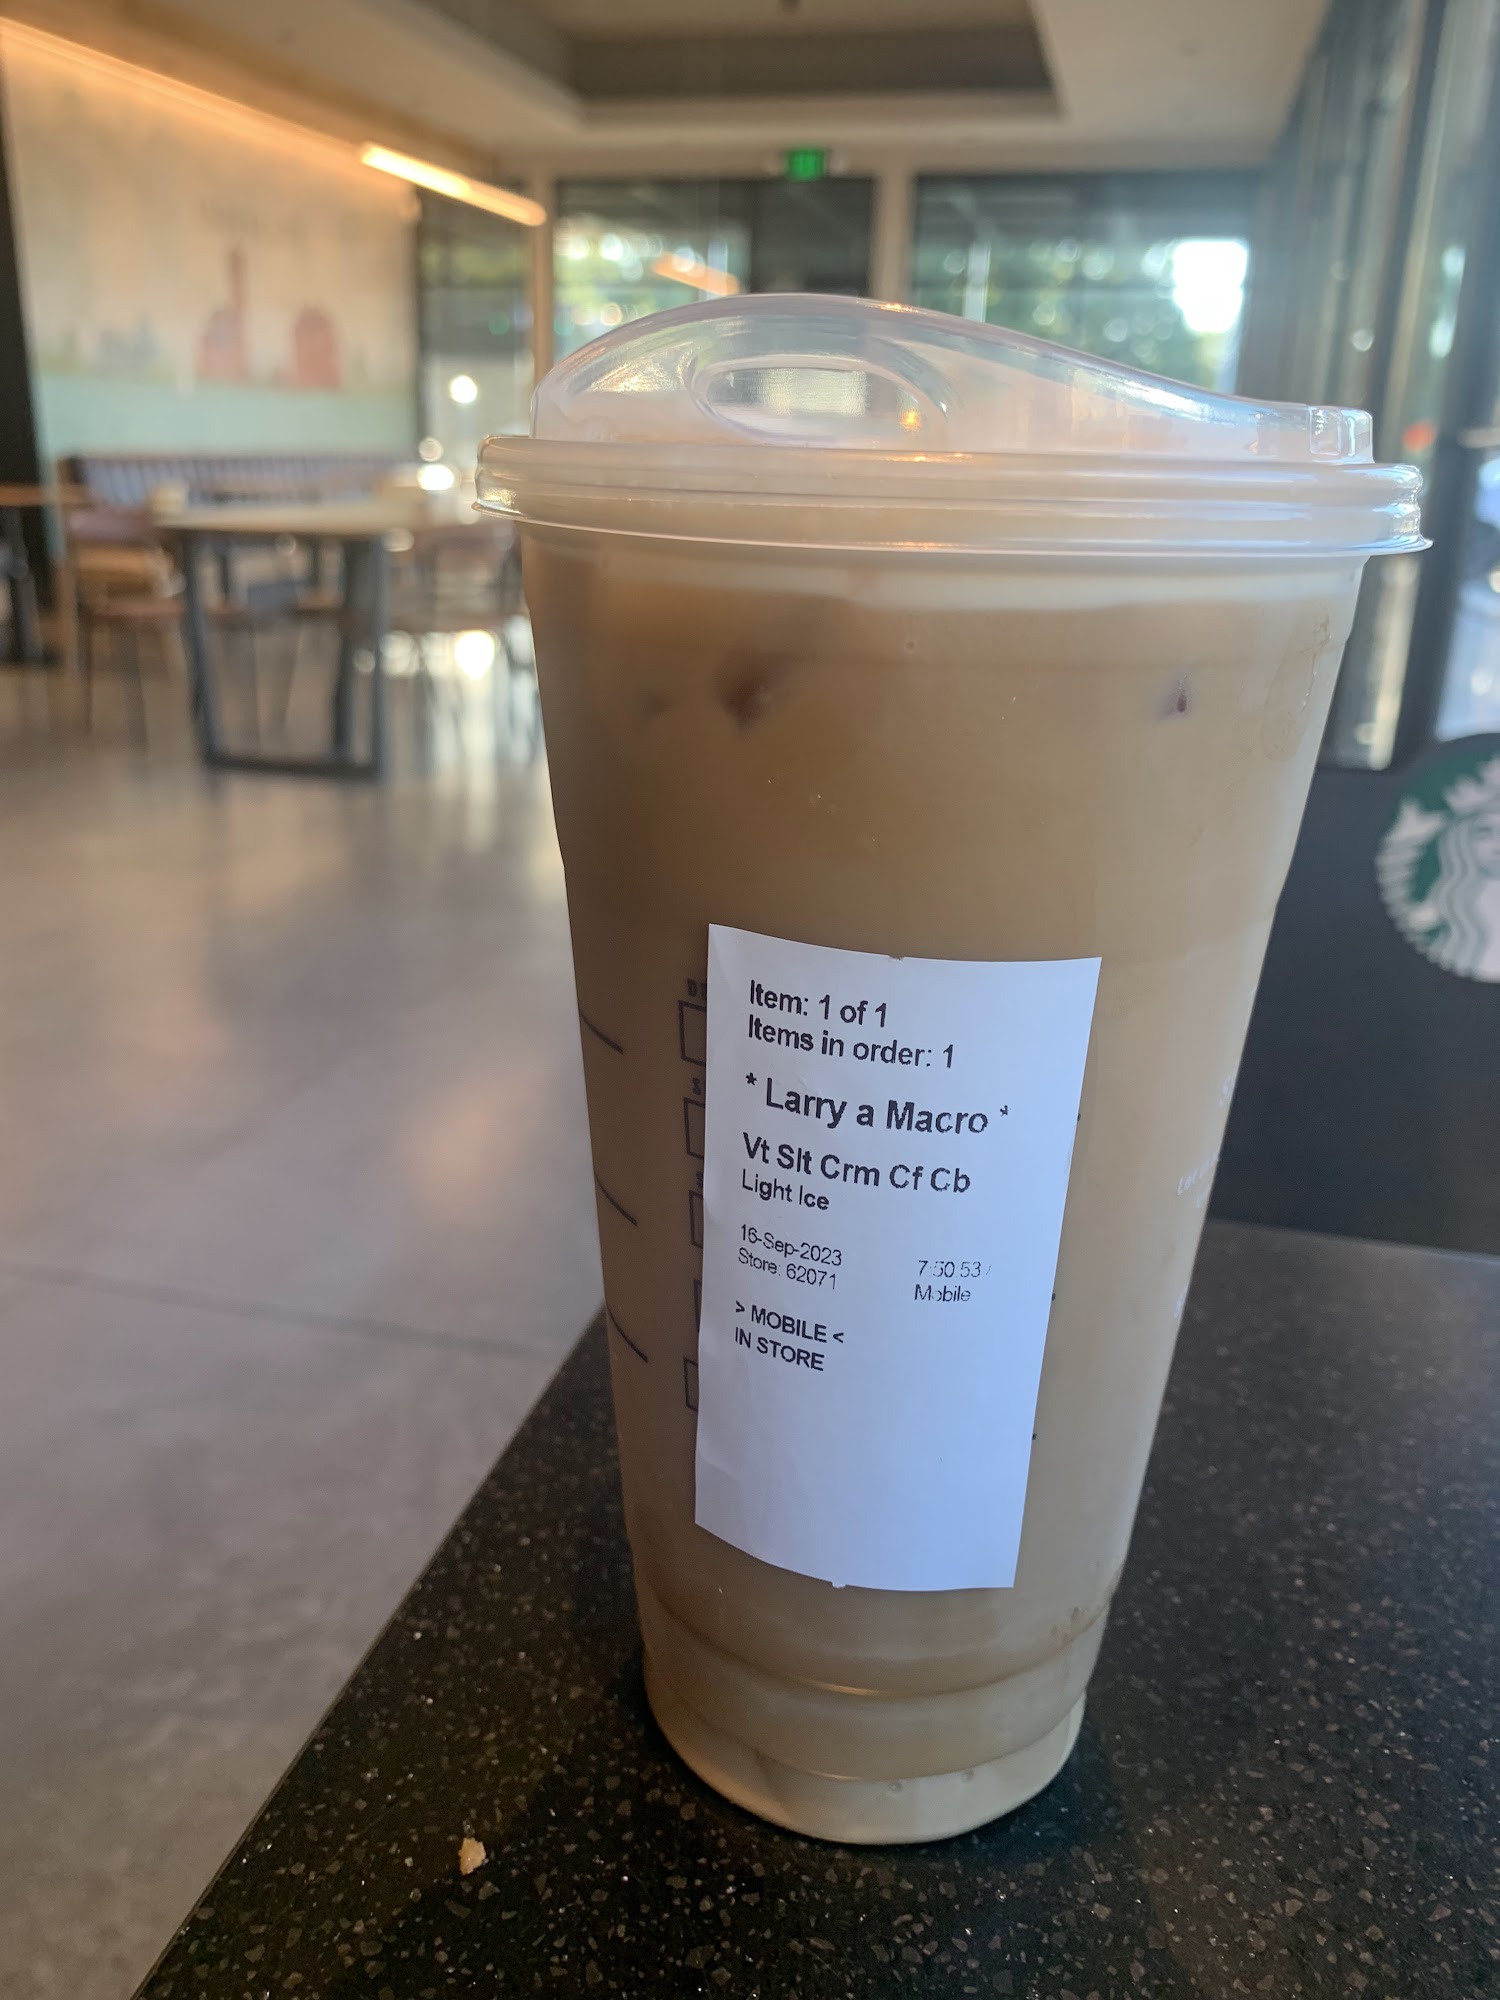 Item: 1 of 1
Items in order: 1
* Larry a Macro *
Vt Slt Crm Cf Cb
Light Ice
16-Sep-2023 7:50:53
Store: 62071 Mobile
> MOBILE <
IN STORE